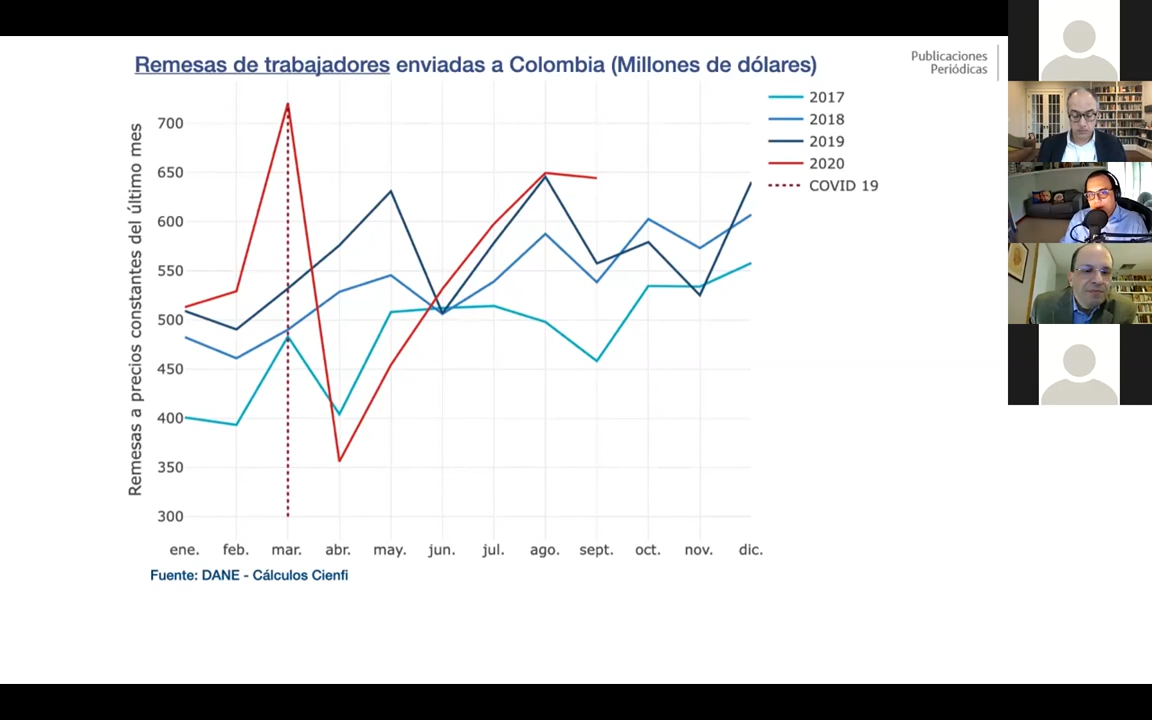 Remesas de trabajadores enviadas a Colombia (Millones de dólares)
Publicaciones
Periódicas
2017
2018
2019
2020
COVID 19
Remesas a precios constantes del último mes
700
650
600
550
500
450
400
350
300
ene. feb. mar. abr. may. jun. jul. ago. sept. oct. nov. dic.
Fuente: DANE - Cálculos Cienfi